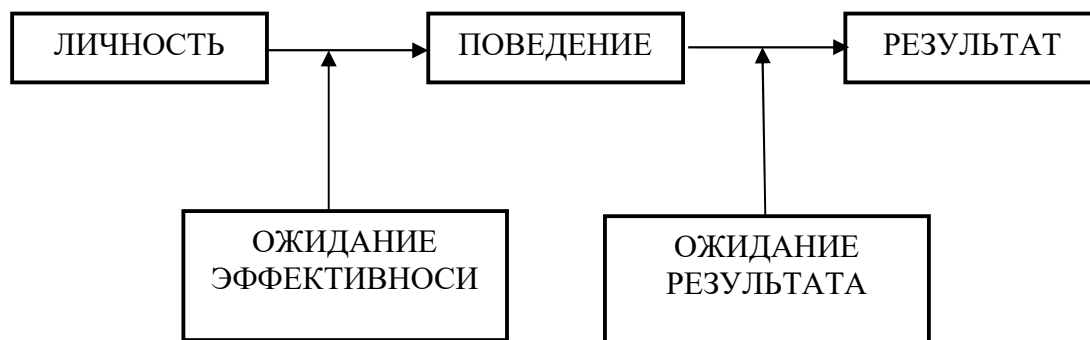 ЛИЧНОСТЬ
ПОВЕДЕНИЕ
РЕЗУЛЬТАТ
ОЖИДАНИЕ
ЭФФЕКТИВНОСИ
ОЖИДАНИЕ
РЕЗУЛЬТАТА